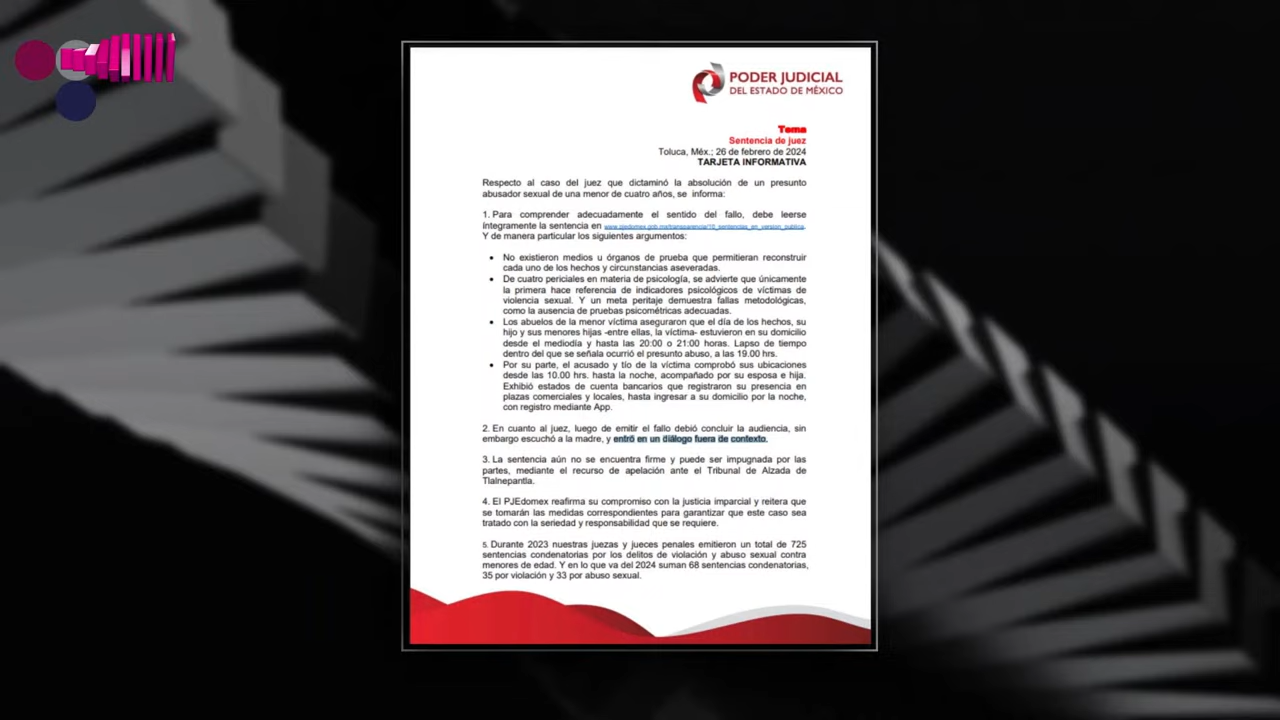 PODER JUDICIAL
DEL ESTADO DE MÉXICO
Tema
Sentencia de juez
Toluca, Méx.; 26 de febrero de 2024
TARJETA INFORMATIVA
Respecto al caso del juez que dictaminó la absolución de un presunto
abusador sexual de una menor de cuatro años, se informa:
1. Para comprender adecuadamente el sentido del fallo, debe leerse
íntegramente la sentencia en www.pjedomex.gob.mx/transparencia/10_sentencias_en_version_publica.
Y de manera particular los siguientes argumentos:
• No existieron medios u órganos de prueba que permitieran reconstruir
cada uno de los hechos y circunstancias aseveradas.
• De cuatro periciales en materia de psicología, se advierte que únicamente
la primera hace referencia de indicadores psicológicos de víctimas de
violencia sexual. Y un meta peritaje demuestra fallas metodológicas,
como la ausencia de pruebas psicométricas adecuadas.
• Los abuelos de la menor víctima aseguraron que el día de los hechos, su
hijo y sus menores hijas -entre ellas, la víctima- estuvieron en su domicilio
desde el mediodía y hasta las 20:00 o 21:00 horas. Lapso de tiempo
dentro del que se señala ocurrió el presunto abuso, a las 19.00 hrs.
• Por su parte, el acusado y tío de la víctima comprobó sus ubicaciones
desde las 10.00 hrs. hasta la noche, acompañado por su esposa e hija.
Exhibió estados de cuenta bancarios que registraron su presencia en
plazas comerciales y locales, hasta ingresar a su domicilio por la noche,
con registro mediante App.
2. En cuanto al juez, luego de emitir el fallo debió concluir la audiencia, sin
embargo escuchó a la madre, y entró en un diálogo fuera de contexto.
3. La sentencia aún no se encuentra firme y puede ser impugnada por las
partes, mediante el recurso de apelación ante el Tribunal de Alzada de
Tlalnepantla.
4. El PJEdomex reafirma su compromiso con la justicia imparcial y reitera que
se tomarán las medidas correspondientes para garantizar que este caso sea
tratado con la seriedad y responsabilidad que se requiere.
5. Durante 2023 nuestras juezas y jueces penales emitieron un total de 725
sentencias condenatorias por los delitos de violación y abuso sexual contra
menores de edad. Y en lo que va del 2024 suman 68 sentencias condenatorias,
35 por violación y 33 por abuso sexual.